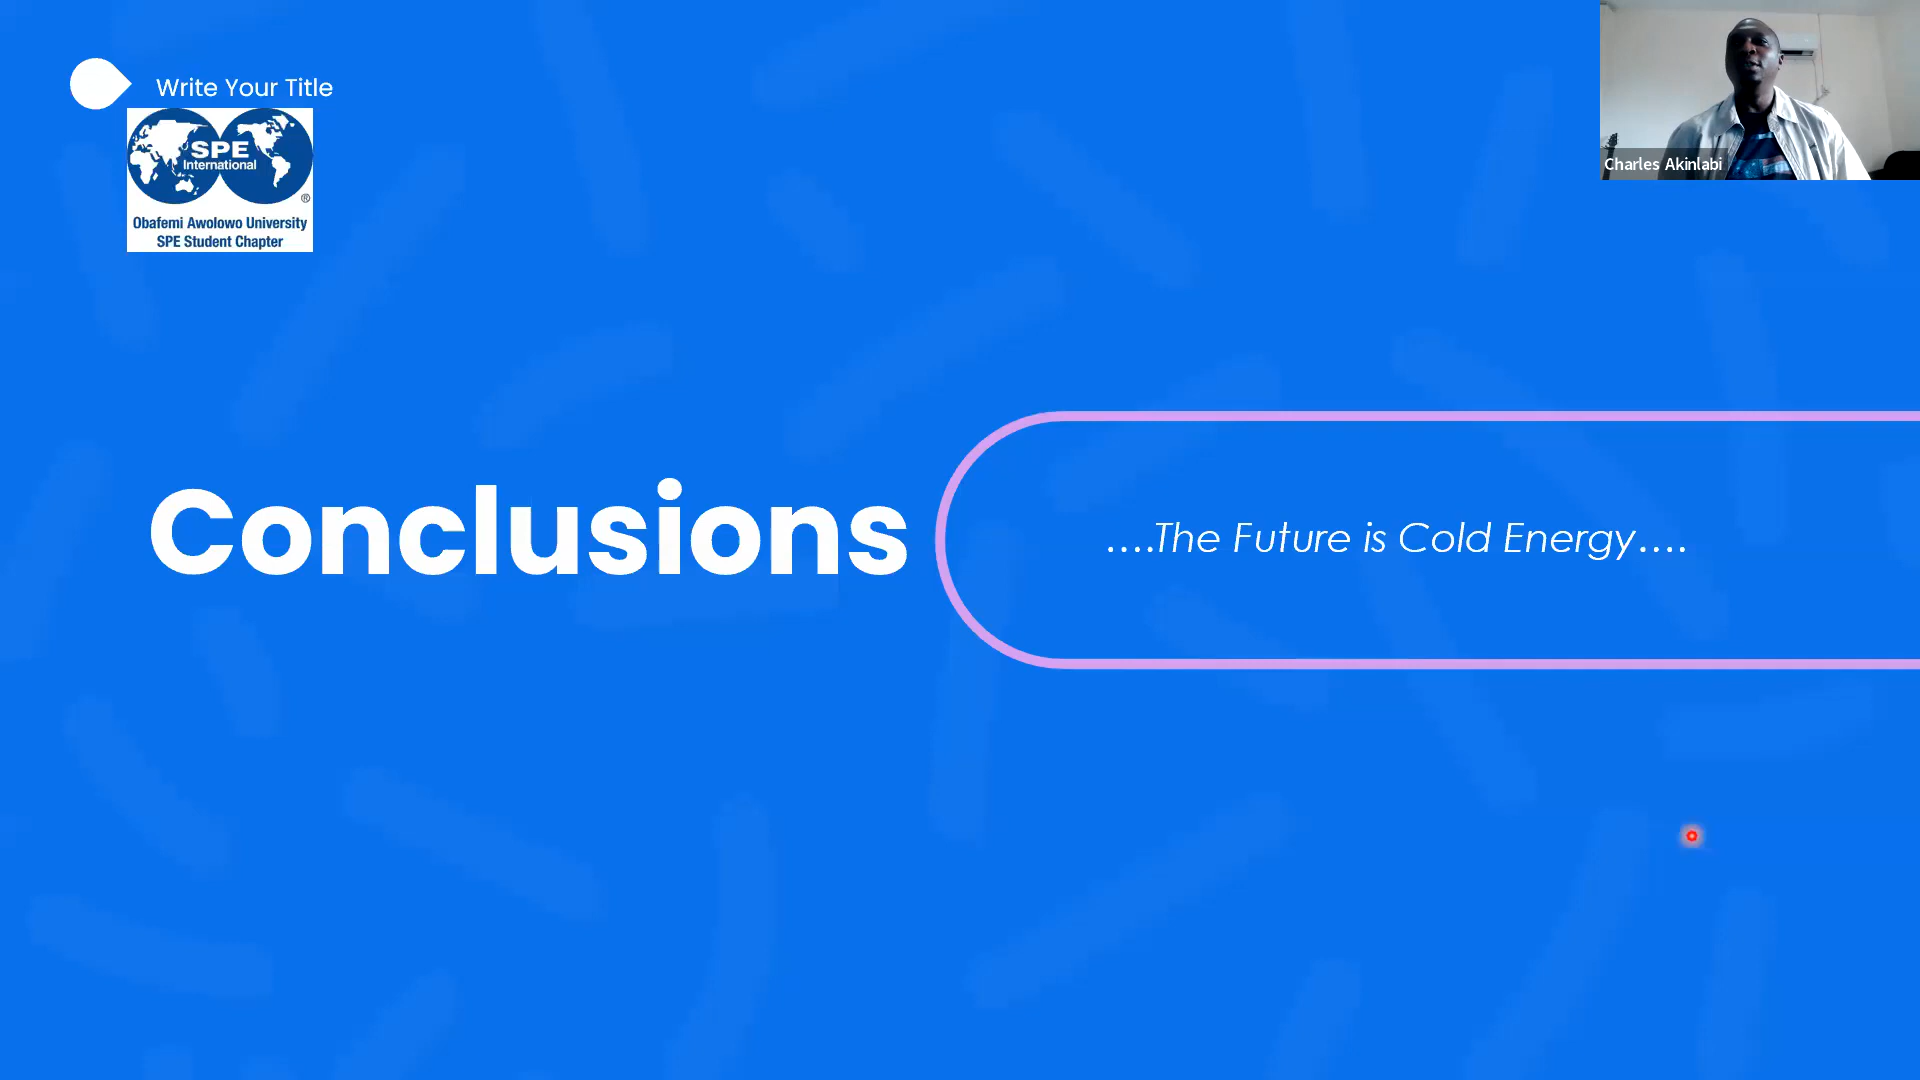 Write Your Title
SPE
International
®
Obafemi Awolowo University
SPE Student Chapter
Charles Akinlabi
Conclusions
....The Future is Cold Energy....